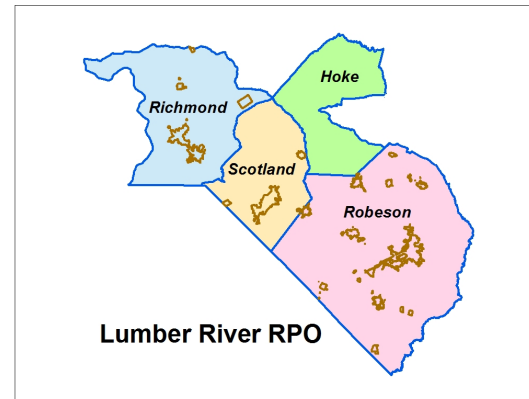 Hoke
Richmond
Scotland
Robeson
Lumber River RPO